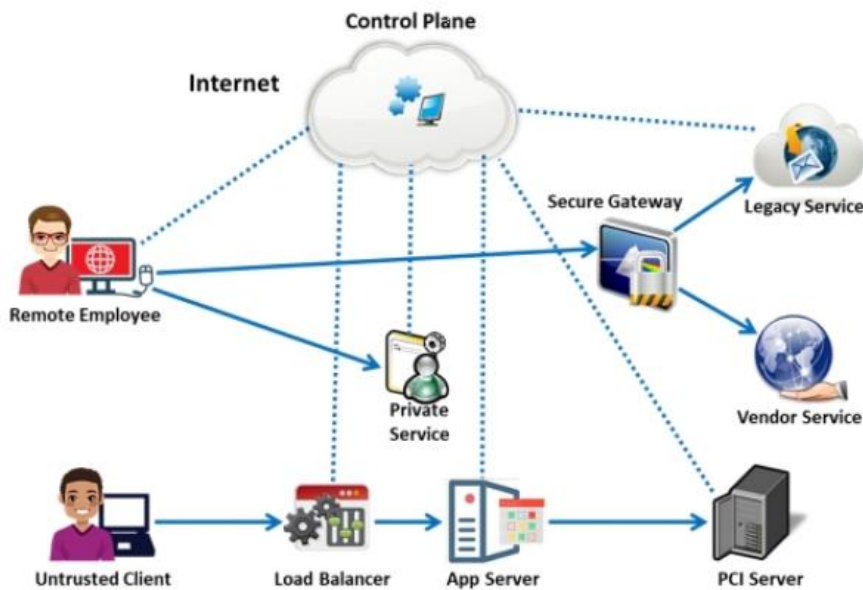 Control Plane
Internet
Secure Gateway
Legacy Service
Remote Employee
Private
Service
Vendor Service
Untrusted Client
Load Balancer
App Server
PCI Server